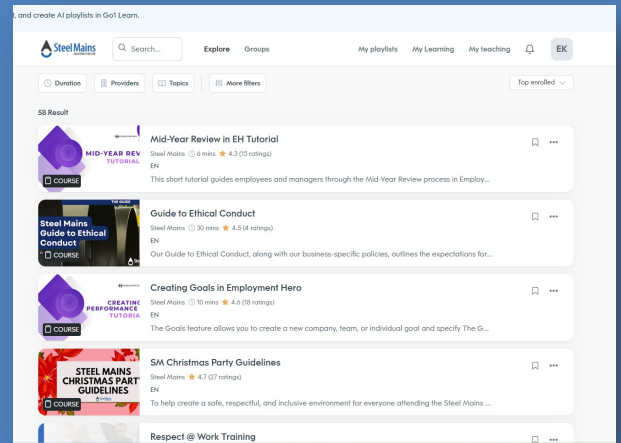 , and create AI playlists in Go1 Learn.
Steel Mains
Search...
Explore
Groups
My playlists
My Learning
My teaching
EK
Duration
Providers
Topics
More filters
Top enrolled
58 Result
MID-YEAR REV
TUTORIAL
COURSE
Mid-Year Review in EH Tutorial
Steel Mains 6 mins ★ 4.3 (15 ratings)
EN
This short tutorial guides employees and managers through the Mid-Year Review process in Employ...
THE GUIDE
Steel Mains
Guide to Ethical
Conduct
COURSE
Guide to Ethical Conduct
Steel Mains 30 mins ★ 4.5 (4 ratings)
EN
Our Guide to Ethical Conduct, along with our business-specific policies, outlines the expectations for...
CREATING
PERFORMANCE
TUTORIA
COURSE
Creating Goals in Employment Hero
Steel Mains 10 mins ★ 4.6 (18 ratings)
EN
The Goals feature allows you to create a new company, team, or individual goal and specify The G...
STEEL MAINS
CHRISTMAS PART
GUIDELINES
COURSE
SM Christmas Party Guidelines
Steel Mains ★ 4.7 (27 ratings)
EN
To help create a safe, respectful, and inclusive environment for everyone attending the Steel Mains ...
Respect @ Work Training